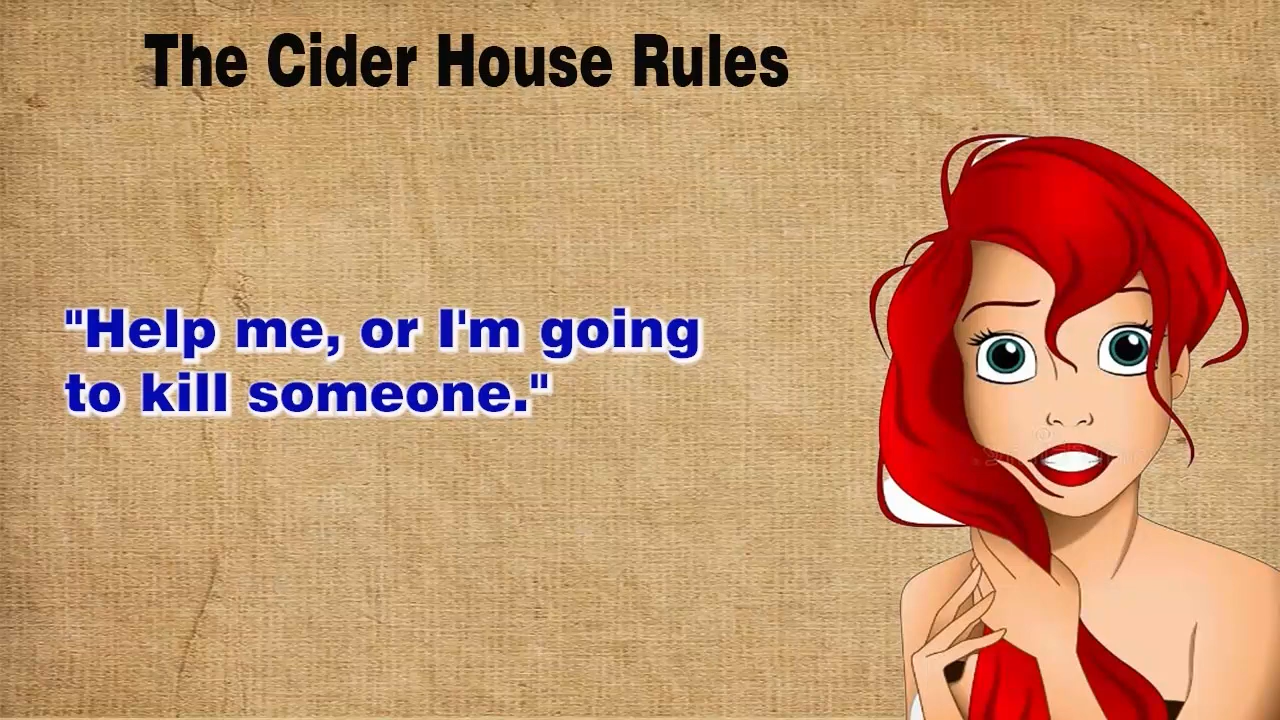 The Cider House Rules
"Help me, or I'm going
to kill someone."